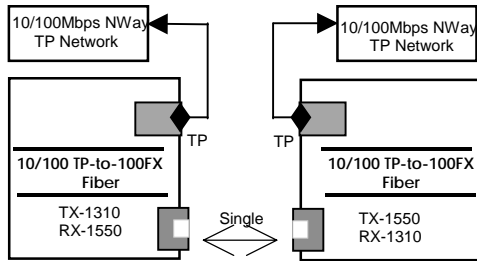 10/100Mbps NWay
TP Network
10/100Mbps NWay
TP Network
TP
TP
10/100 TP-to-100FX
Fiber
10/100 TP-to-100FX
Fiber
TX-1310
RX-1550
Single
TX-1550
RX-1310